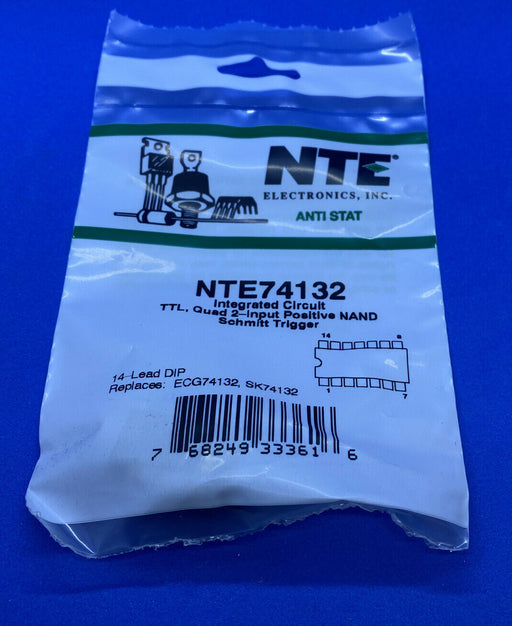 NTE®
ELECTRONICS, INC.
ANTI STAT
NTE74132
Integrated Circuit
TTL, Quad 2–Input Positive NAND
Schmitt Trigger
14 8
1 7
14–Lead DIP
Replaces: ECG74132, SK74132
7 68249 33361 6